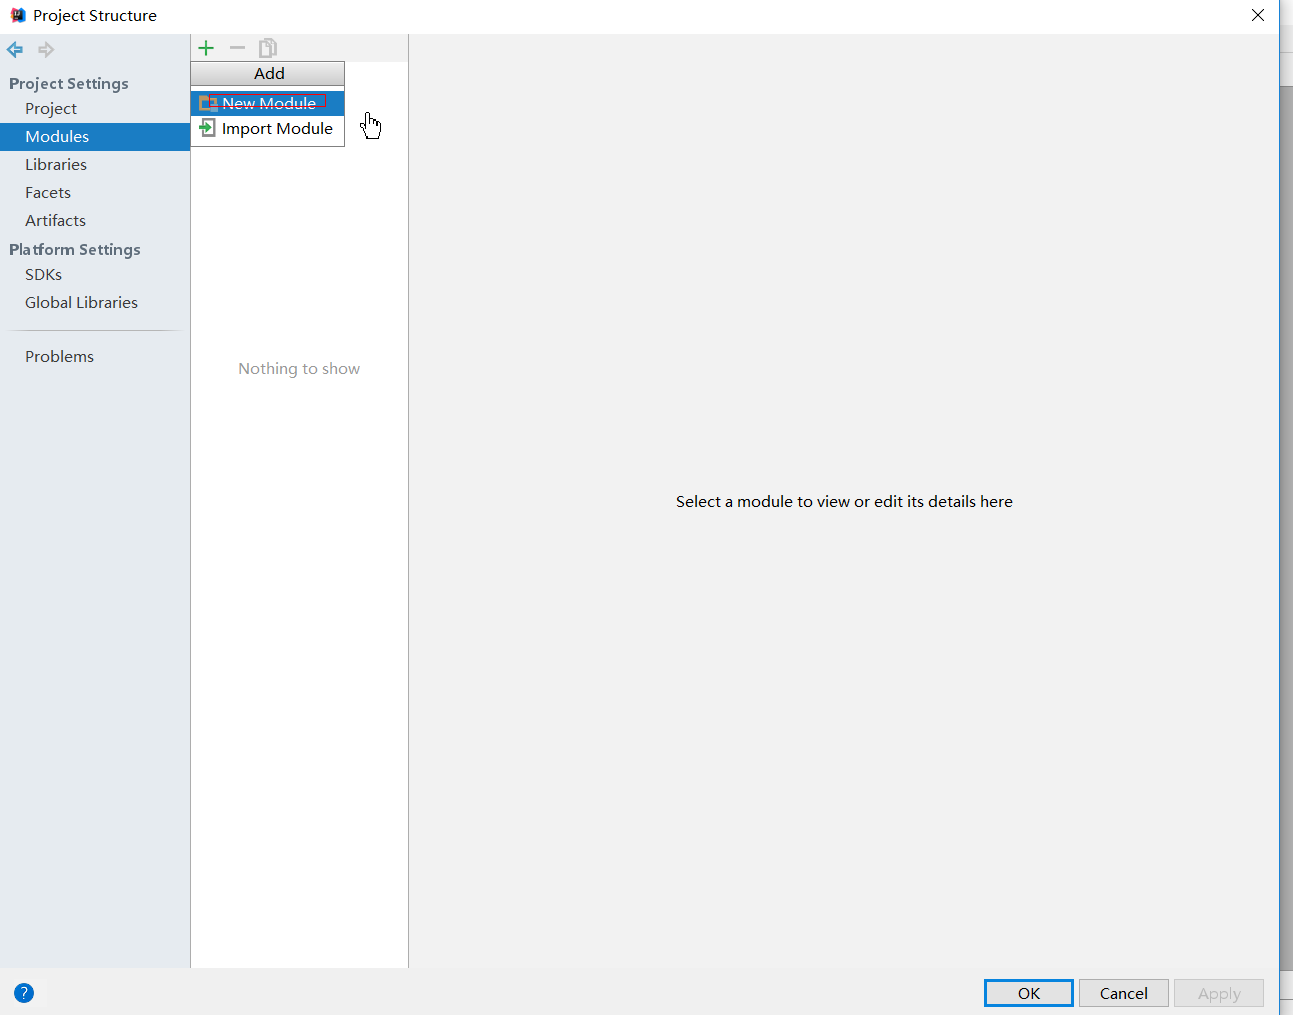 Project Structure
Project Settings
Project
Modules
Libraries
Facets
Artifacts
Platform Settings
SDKs
Global Libraries
Problems
Add
New Module
Import Module
Nothing to show
Select a module to view or edit its details here
?
OK
Cancel
Apply